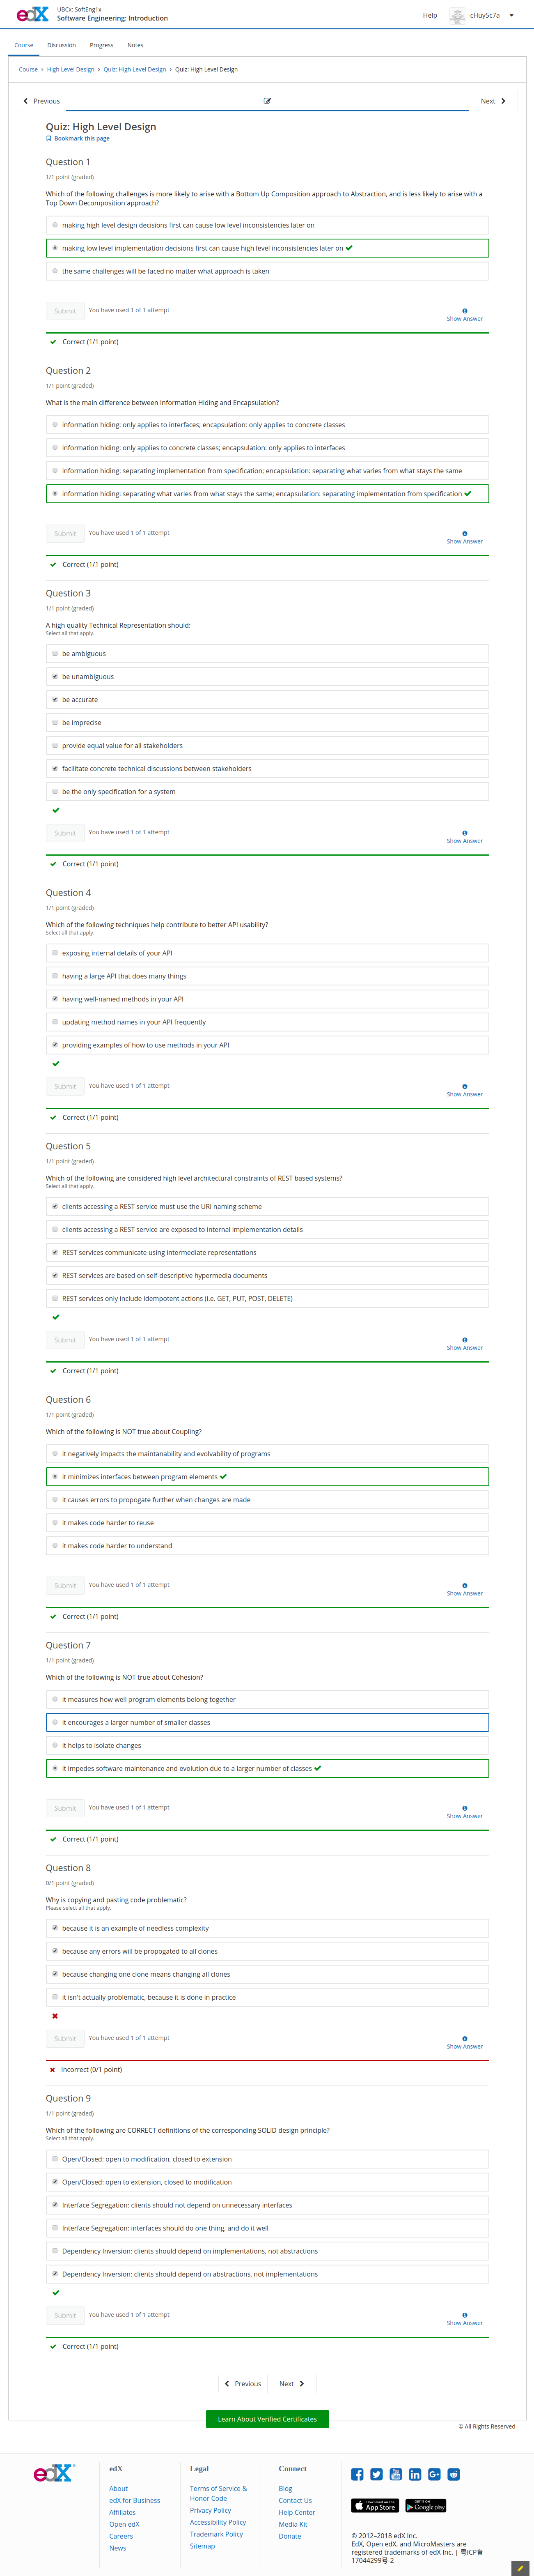 edX
UBCx: SoftEng1x
Software Engineering: Introduction
Help
cHuy5c7a
Course
Discussion
Progress
Notes
Course > High Level Design > Quiz: High Level Design > Quiz: High Level Design
Previous
Next
Quiz: High Level Design
Bookmark this page
Question 1
1/1 point (graded)
Which of the following challenges is more likely to arise with a Bottom Up Composition approach to Abstraction, and is less likely to arise with a
Top Down Decomposition approach?
making high level design decisions first can cause low level inconsistencies later on
making low level implementation decisions first can cause high level inconsistencies later on
the same challenges will be faced no matter what approach is taken
Submit
You have used 1 of 1 attempt
Show Answer
Correct (1/1 point)
Question 2
1/1 point (graded)
What is the main difference between Information Hiding and Encapsulation?
information hiding: only applies to interfaces; encapsulation: only applies to concrete classes
information hiding: only applies to concrete classes; encapsulation: only applies to interfaces
information hiding: separating implementation from specification; encapsulation: separating what varies from what stays the same
information hiding: separating what varies from what stays the same; encapsulation: separating implementation from specification
Submit
You have used 1 of 1 attempt
Show Answer
Correct (1/1 point)
Question 3
1/1 point (graded)
A high quality Technical Representation should:
Select all that apply.
be ambiguous
be unambiguous
be accurate
be imprecise
provide equal value for all stakeholders
facilitate concrete technical discussions between stakeholders
be the only specification for a system
Submit
You have used 1 of 1 attempt
Show Answer
Correct (1/1 point)
Question 4
1/1 point (graded)
Which of the following techniques help contribute to better API usability?
Select all that apply.
exposing internal details of your API
having a large API that does many things
having well-named methods in your API
updating method names in your API frequently
providing examples of how to use methods in your API
Submit
You have used 1 of 1 attempt
Show Answer
Correct (1/1 point)
Question 5
1/1 point (graded)
Which of the following are considered high level architectural constraints of REST based systems?
Select all that apply.
clients accessing a REST service must use the URI naming scheme
clients accessing a REST service are exposed to internal implementation details
REST services communicate using intermediate representations
REST services are based on self-descriptive hypermedia documents
REST services only include idempotent actions (i.e. GET, PUT, POST, DELETE)
Submit
You have used 1 of 1 attempt
Show Answer
Correct (1/1 point)
Question 6
1/1 point (graded)
Which of the following is NOT true about Coupling?
it negatively impacts the maintanability and evolvability of programs
it minimizes interfaces between program elements
it causes errors to propogate further when changes are made
it makes code harder to reuse
it makes code harder to understand
Submit
You have used 1 of 1 attempt
Show Answer
Correct (1/1 point)
Question 7
1/1 point (graded)
Which of the following is NOT true about Cohesion?
it measures how well program elements belong together
it encourages a larger number of smaller classes
it helps to isolate changes
it impedes software maintenance and evolution due to a larger number of classes
Submit
You have used 1 of 1 attempt
Show Answer
Correct (1/1 point)
Question 8
0/1 point (graded)
Why is copying and pasting code problematic?
Please select all that apply.
because it is an example of needless complexity
because any errors will be propogated to all clones
because changing one clone means changing all clones
it isn't actually problematic, because it is done in practice
Submit
You have used 1 of 1 attempt
Show Answer
Incorrect (0/1 point)
Question 9
1/1 point (graded)
Which of the following are CORRECT definitions of the corresponding SOLID design principle?
Select all that apply.
Open/Closed: open to modification, closed to extension
Open/Closed: open to extension, closed to modification
Interface Segregation: clients should not depend on unnecessary interfaces
Interface Segregation: interfaces should do one thing, and do it well
Dependency Inversion: clients should depend on implementations, not abstractions
Dependency Inversion: clients should depend on abstractions, not implementations
Submit
You have used 1 of 1 attempt
Show Answer
Correct (1/1 point)
Previous
Next
Learn About Verified Certificates
© All Rights Reserved
edX
edX
About
edX for Business
Affiliates
Open edX
Careers
News
Legal
Terms of Service &
Honor Code
Privacy Policy
Accessibility Policy
Trademark Policy
Sitemap
Connect
Blog
Contact Us
Help Center
Media Kit
Donate
Download on the
App Store
GET IT ON
Google play
© 2012–2018 edX Inc.
EdX, Open edX, and MicroMasters are
registered trademarks of edX Inc. | 粤ICP备
17044299号-2